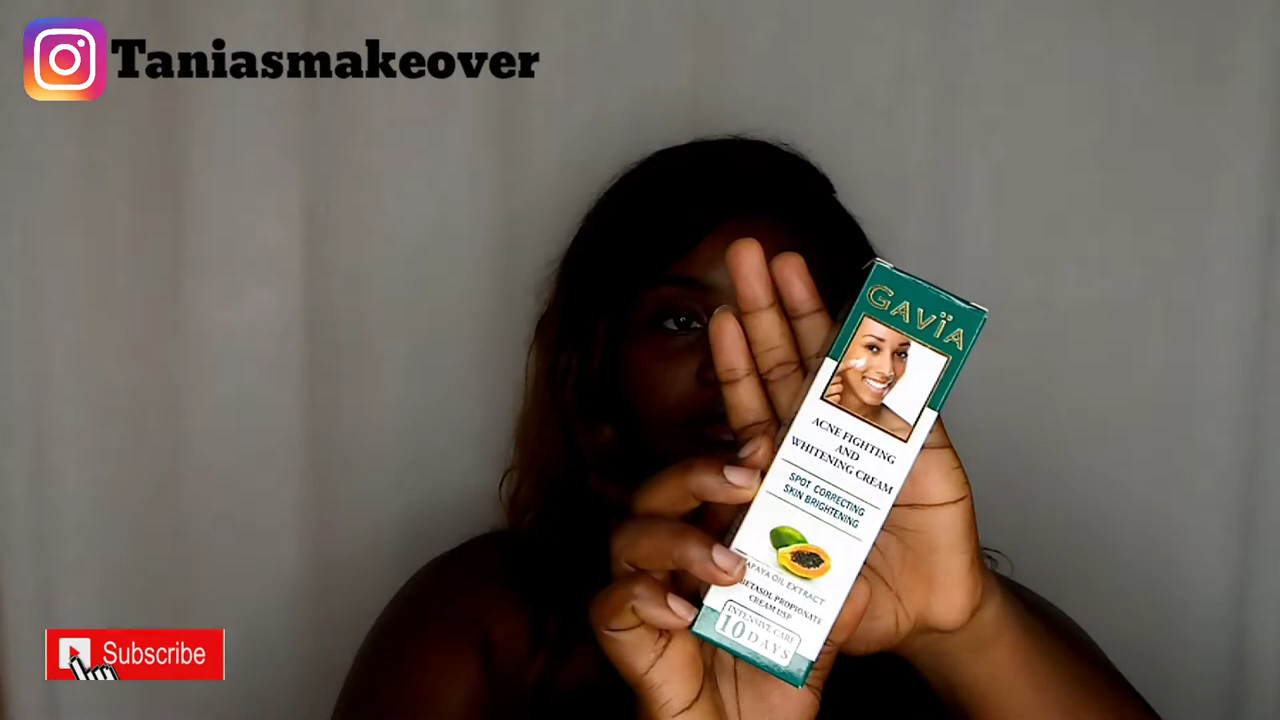 Taniasmakeover
GAVÏA
ACNE FIGHTING
AND
WHITENING CREAM
SPOT CORRECTING
SKIN BRIGHTENING
OIL EXTRACT
PROPIONATE
CREAM USP
INTENSIVE CARE
10 DAYS
Subscribe